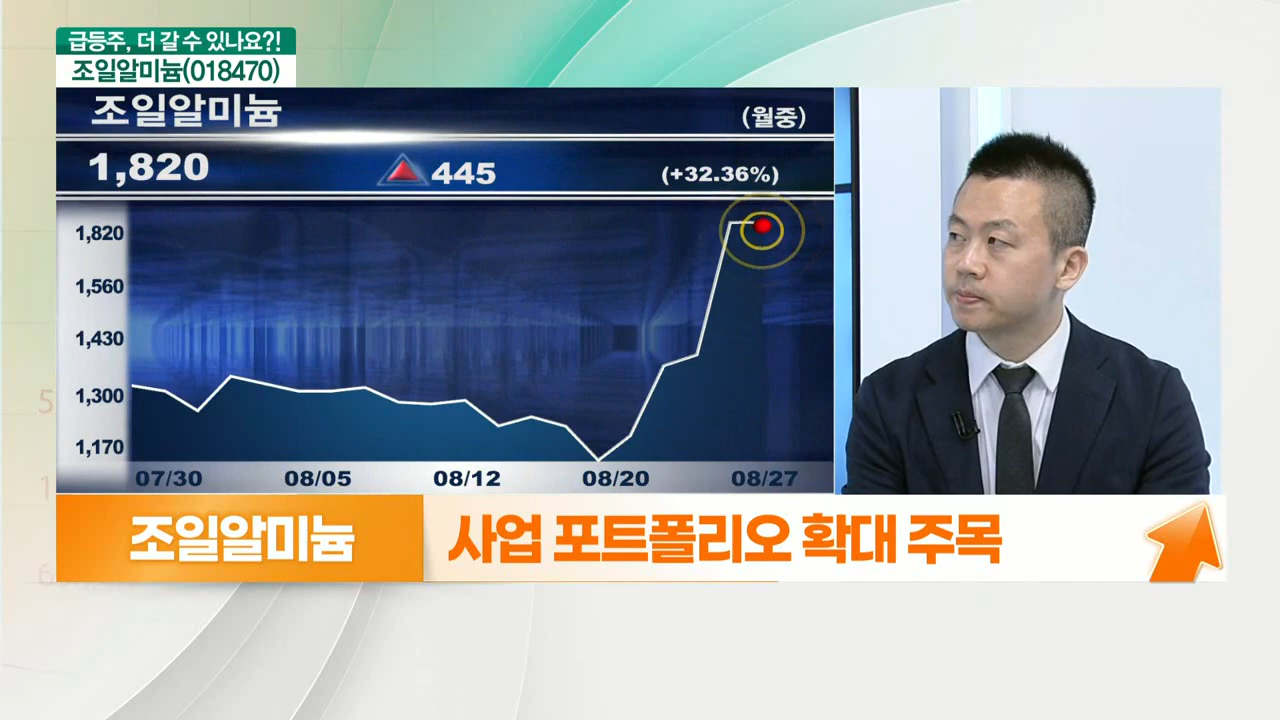 급등주, 더 갈 수 있나요?!
조일알미늄(018470)
조일알미늄
(월중)
1,820
445
(+32.36%)
1,820
1,560
1,430
1,300
1,170
07/30
08/05
08/12
08/20
08/27
5
1
6
조일알미늄
사업 포트폴리오 확대 주목